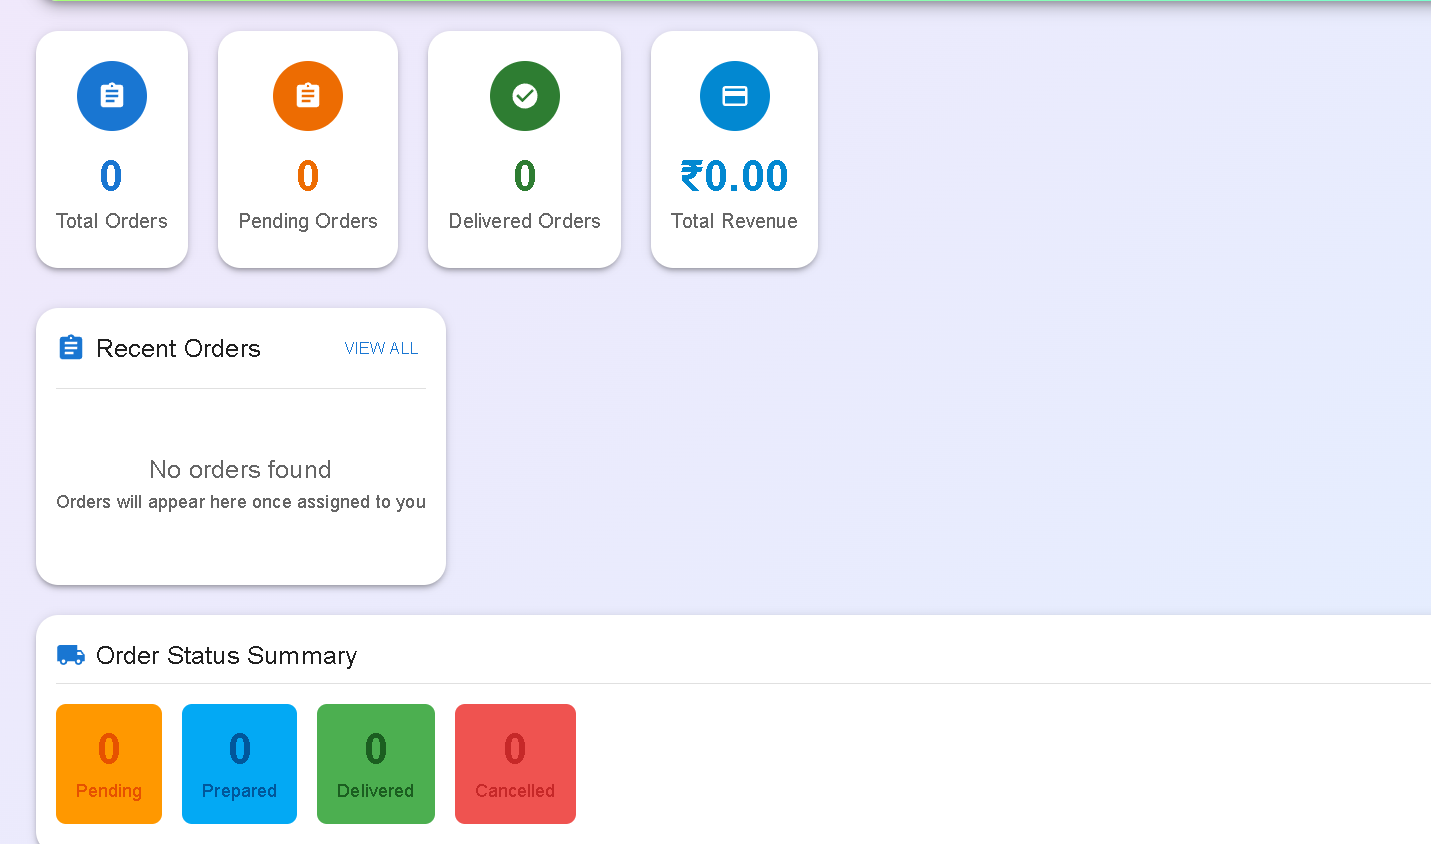 0
Total Orders
0
Pending Orders
0
Delivered Orders
₹0.00
Total Revenue
Recent Orders
VIEW ALL
No orders found
Orders will appear here once assigned to you
Order Status Summary
0
Pending
0
Prepared
0
Delivered
0
Cancelled